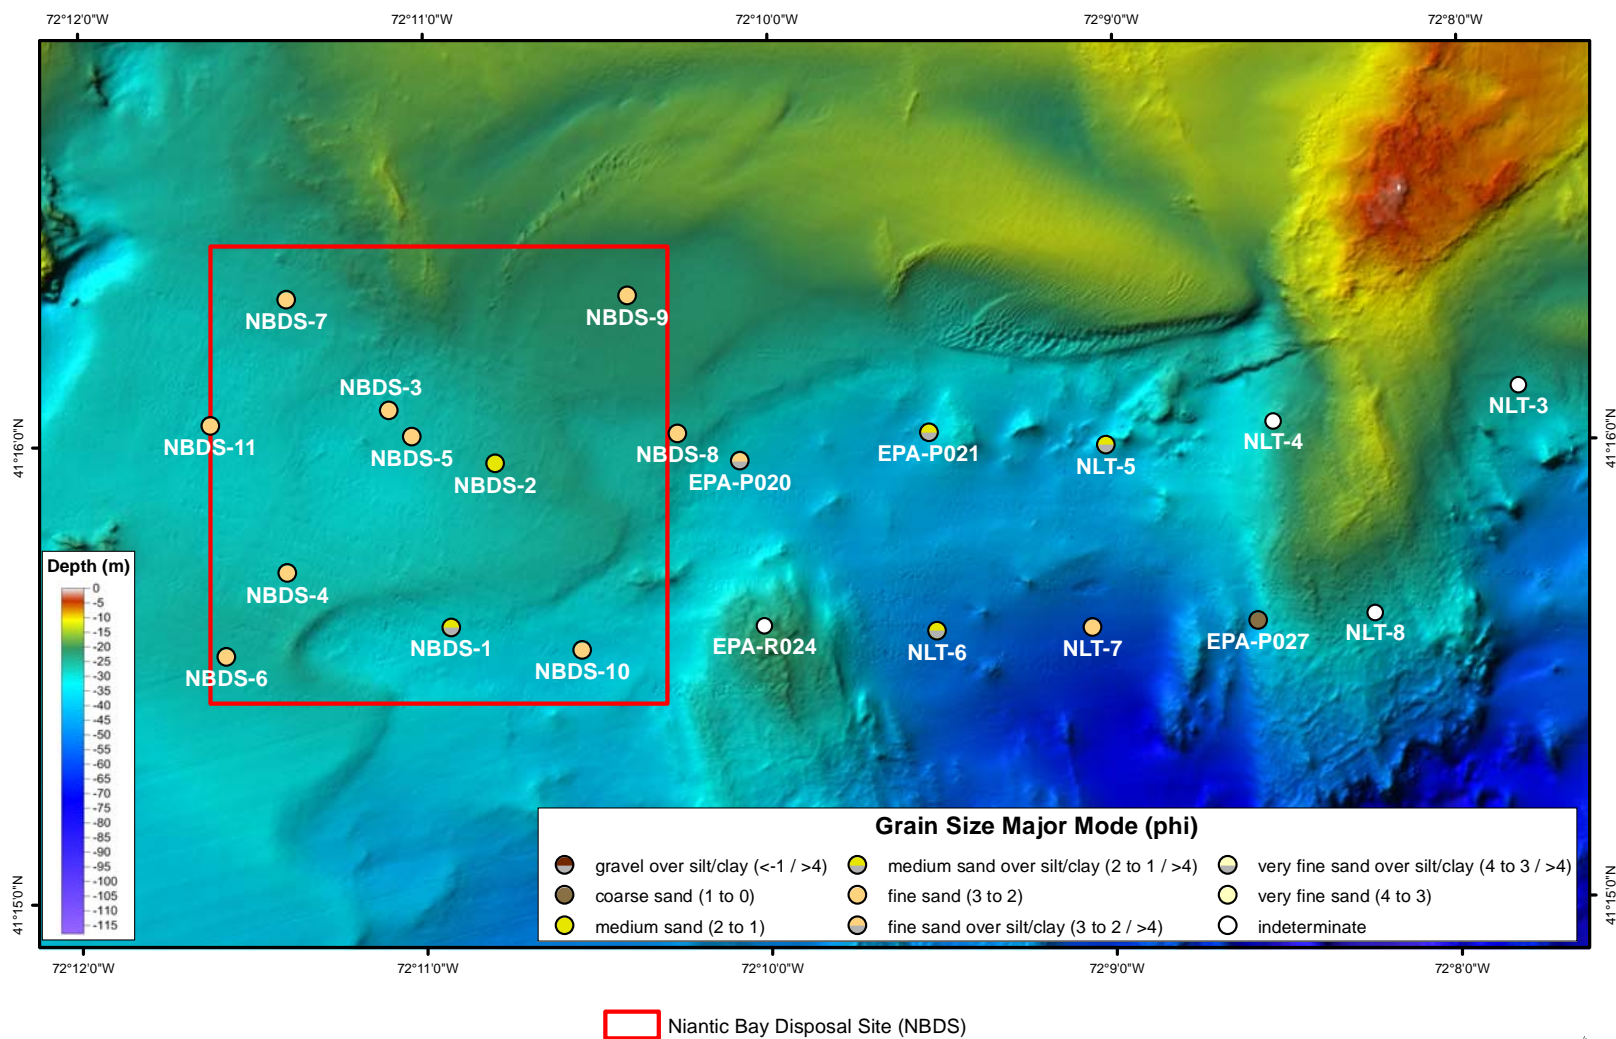 72°12'0"W
72°11'0"W
72°10'0"W
72°9'0"W
72°8'0"W
NBDS-7
NBDS-9
NBDS-3
NLT-3
NBDS-11
NBDS-5
NBDS-8
EPA-P021
NLT-4
41°16'0"N
41°16'0"N
NBDS-2
EPA-P020
NLT-5
Depth (m)
0
-5
-10
-15
-20
-25
-30
-35
-40
-45
-50
-55
-60
-65
-70
-75
-80
-85
-90
-95
-100
-105
-110
-115
NBDS-4
NBDS-1
EPA-R024
NLT-6
NLT-7
EPA-P027
NLT-8
NBDS-6
NBDS-10
Grain Size Major Mode (phi)
gravel over silt/clay (<-1 / >4)
coarse sand (1 to 0)
medium sand (2 to 1)
medium sand over silt/clay (2 to 1 / >4)
fine sand (3 to 2)
fine sand over silt/clay (3 to 2 / >4)
very fine sand over silt/clay (4 to 3 / >4)
very fine sand (4 to 3)
indeterminate
41°15'0"N
41°15'0"N
72°12'0"W
72°11'0"W
72°10'0"W
72°9'0"W
72°8'0"W
Niantic Bay Disposal Site (NBDS)